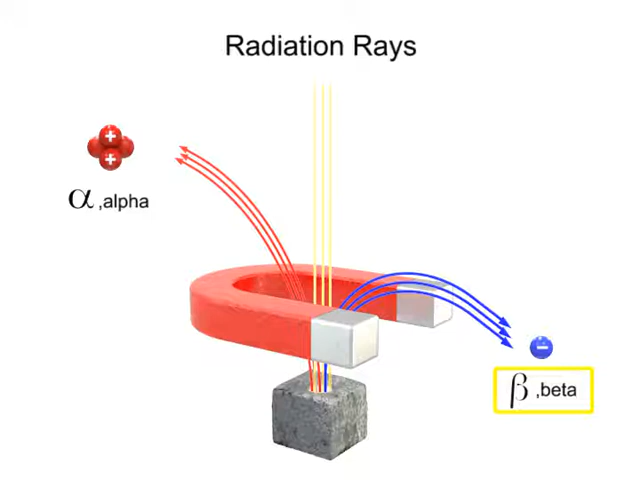 Radiation Rays
+
+
α ,alpha
-
β ,beta